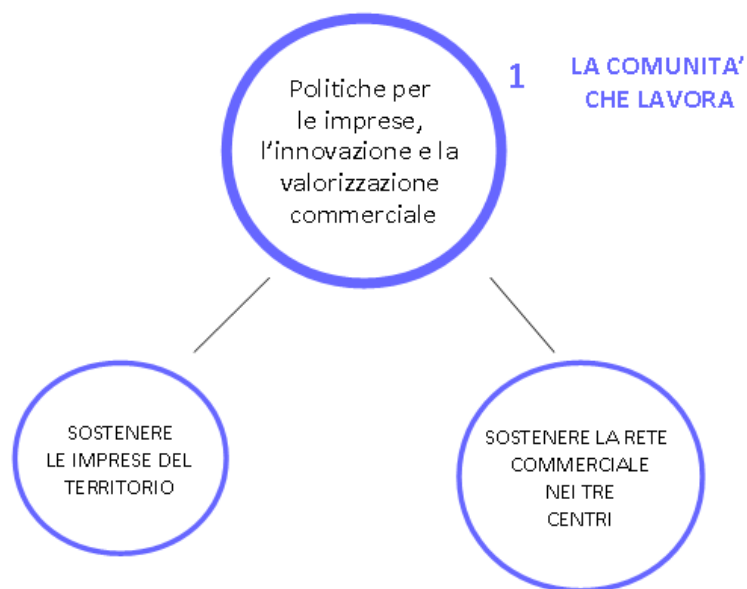 Politiche per
le imprese,
l'innovazione e la
valorizzazione
commerciale
1
LA COMUNITA'
CHE LAVORA
SOSTENERE
LE IMPRESE DEL
TERRITORIO
SOSTENERE LA RETE
COMMERCIALE
NEI TRE
CENTRI